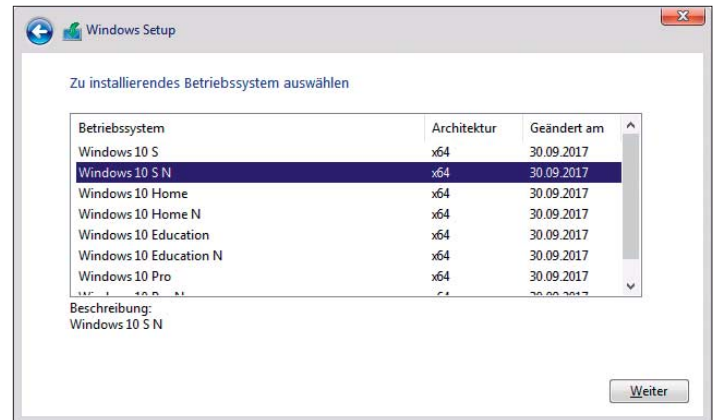 Windows Setup
Zu installierendes Betriebssystem auswählen
Betriebssystem Architektur Geändert am
Windows 10 S x64 30.09.2017
Windows 10 S N x64 30.09.2017
Windows 10 Home x64 30.09.2017
Windows 10 Home N x64 30.09.2017
Windows 10 Education x64 30.09.2017
Windows 10 Education N x64 30.09.2017
Windows 10 Pro x64 30.09.2017
Beschreibung:
Windows 10 S N
Weiter